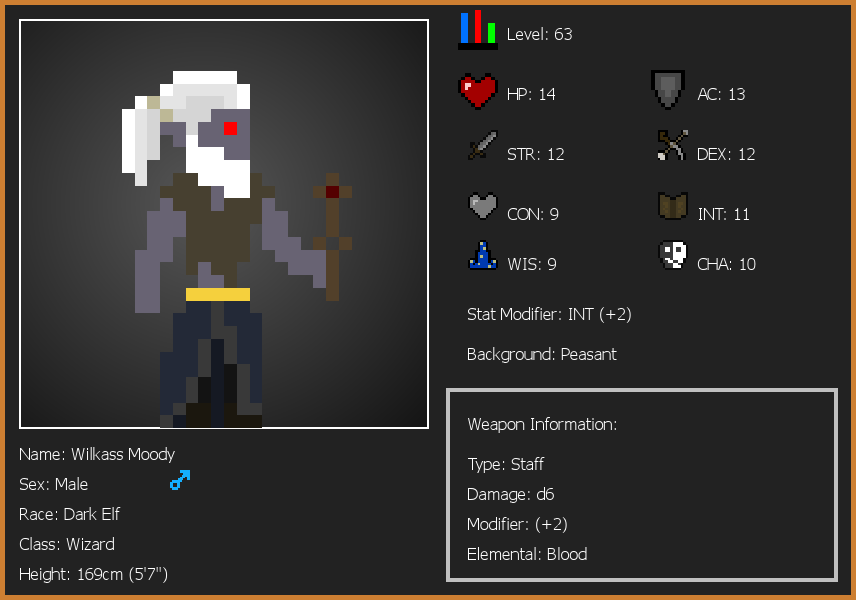 Level: 63
HP: 14
AC: 13
STR: 12
DEX: 12
CON: 9
INT: 11
WIS: 9
CHA: 10
Stat Modifier: INT (+2)
Background: Peasant
Weapon Information:
Type: Staff
Damage: d6
Modifier: (+2)
Elemental: Blood
Name: Wilkass Moody
Sex: Male
Race: Dark Elf
Class: Wizard
Height: 169cm (5'7")